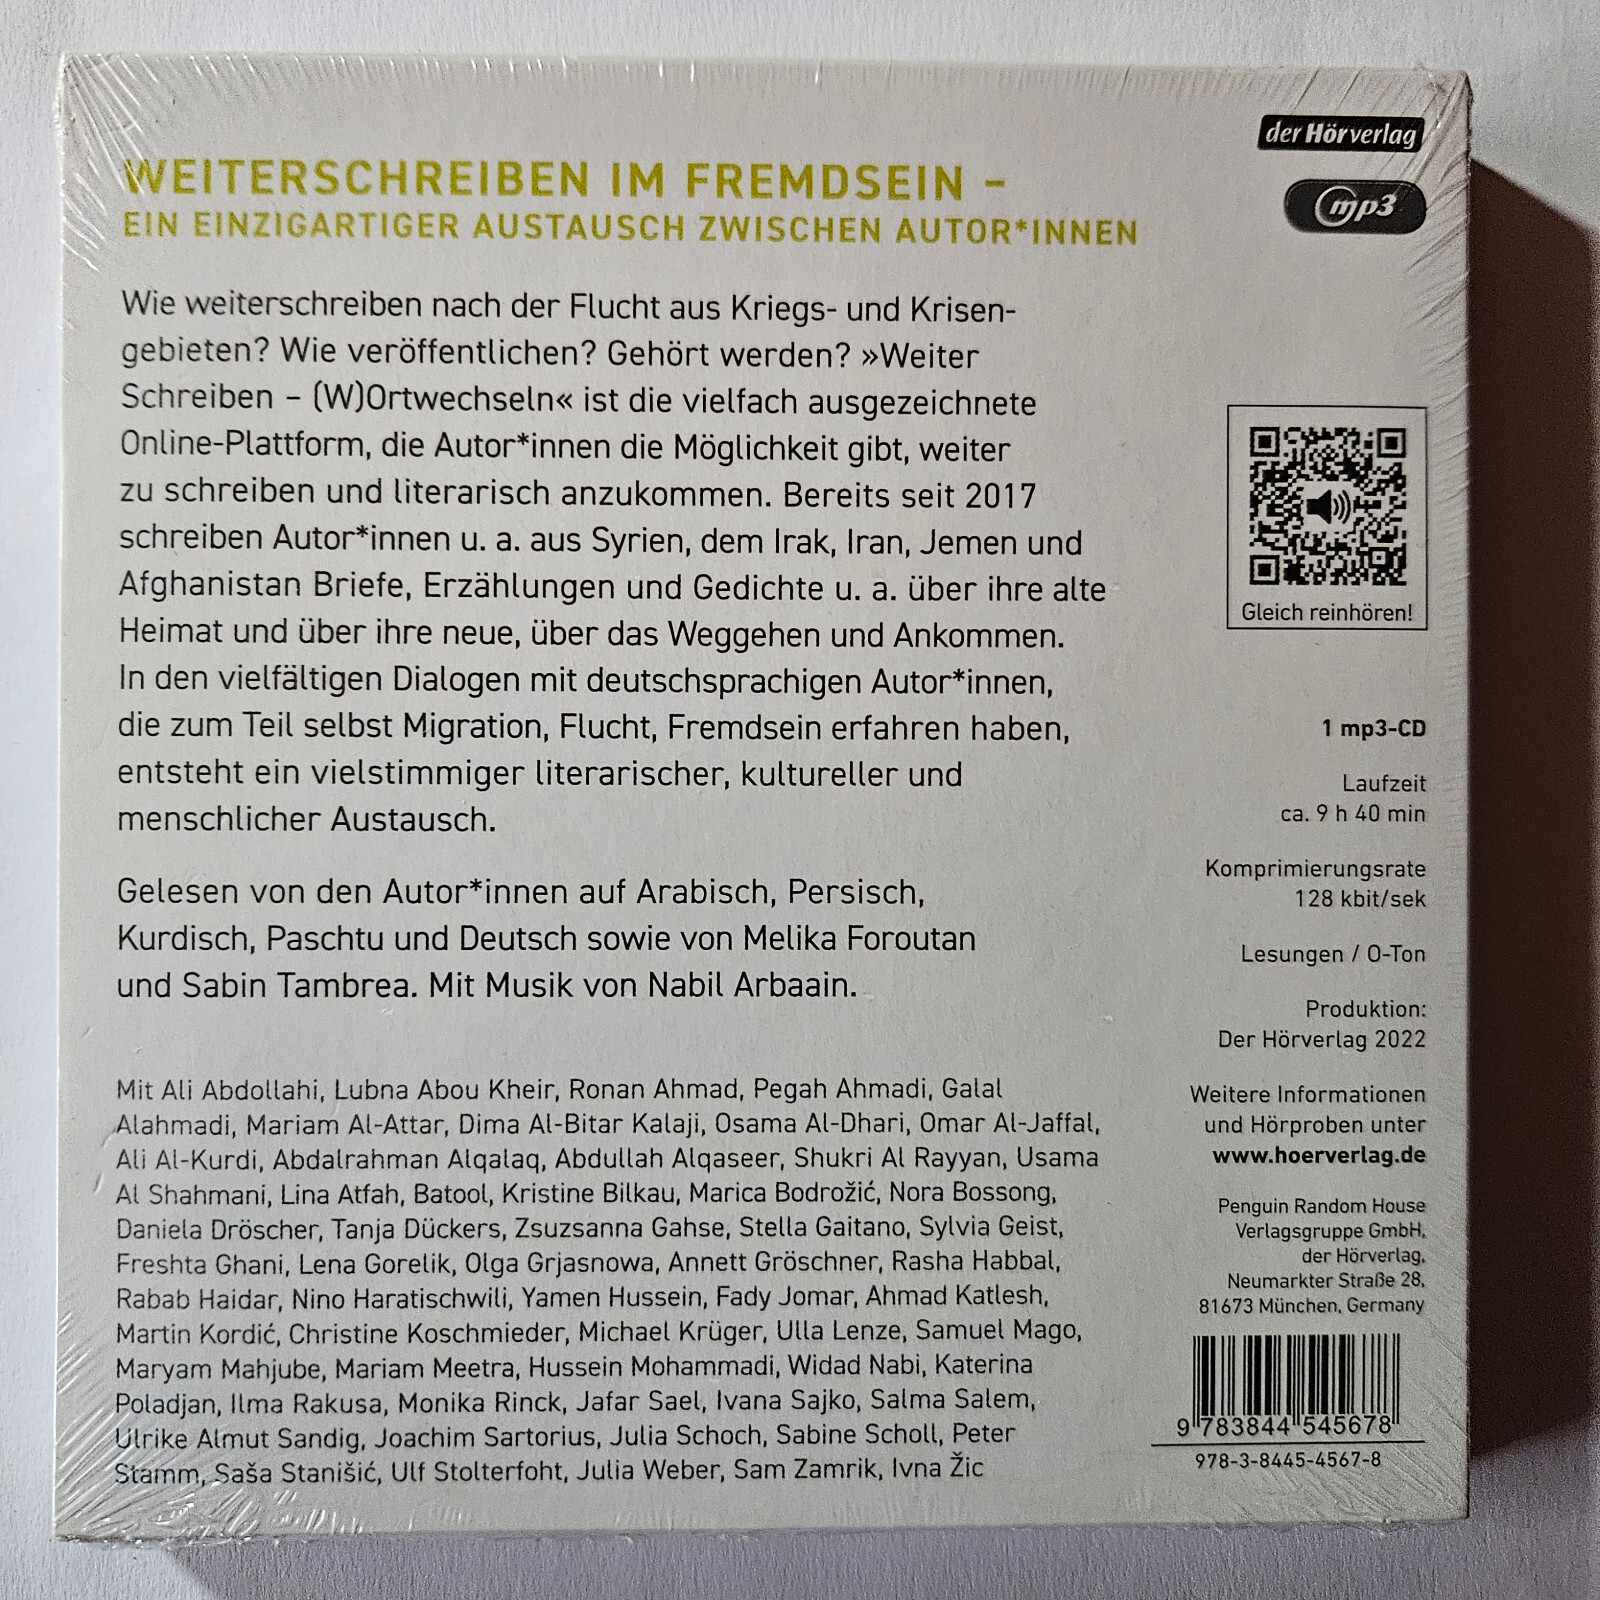 der Hörverlag
mp3
WEITERSCHREIBEN IM FREMDSEIN –
EIN EINZIGARTIGER AUSTAUSCH ZWISCHEN AUTOR*INNEN
Wie weiterschreiben nach der Flucht aus Kriegs- und Krisen-
gebieten? Wie veröffentlichen? Gehört werden? »Weiter
Schreiben – (W)Ortwechseln« ist die vielfach ausgezeichnete
Online-Plattform, die Autor*innen die Möglichkeit gibt, weiter
zu schreiben und literarisch anzukommen. Bereits seit 2017
schreiben Autor*innen u. a. aus Syrien, dem Irak, Iran, Jemen und
Afghanistan Briefe, Erzählungen und Gedichte u. a. über ihre alte
Heimat und über ihre neue, über das Weggehen und Ankommen.
In den vielfältigen Dialogen mit deutschsprachigen Autor*innen,
die zum Teil selbst Migration, Flucht, Fremdsein erfahren haben,
entsteht ein vielstimmiger literarischer, kultureller und
menschlicher Austausch.
Gelesen von den Autor*innen auf Arabisch, Persisch,
Kurdisch, Paschtu und Deutsch sowie von Melika Foroutan
und Sabin Tambrea. Mit Musik von Nabil Arbaain.
Mit Ali Abdollahi, Lubna Abou Kheir, Ronan Ahmad, Pegah Ahmadi, Galal
Alahmadi, Mariam Al-Attar, Dima Al-Bitar Kalaji, Osama Al-Dhari, Omar Al-Jaffal,
Ali Al-Kurdi, Abdalrahman Alqalaq, Abdullah Alqaseer, Shukri Al Rayyan, Usama
Al Shahmani, Lina Atfah, Batool, Kristine Bilkau, Marica Bodrožić, Nora Bossong,
Daniela Dröscher, Tanja Dückers, Zsuzsanna Gahse, Stella Gaitano, Sylvia Geist,
Freshta Ghani, Lena Gorelik, Olga Grjasnowa, Annett Gröschner, Rasha Habbal,
Rabab Haidar, Nino Haratischwili, Yamen Hussein, Fady Jomar, Ahmad Katlesh,
Martin Kordić, Christine Koschmieder, Michael Krüger, Ulla Lenze, Samuel Mago,
Maryam Mahjube, Mariam Meetra, Hussein Mohammadi, Widad Nabi, Katerina
Poladjan, Ilma Rakusa, Monika Rinck, Jafar Sael, Ivana Sajko, Salma Salem,
Ulrike Almut Sandig, Joachim Sartorius, Julia Schoch, Sabine Scholl, Peter
Stamm, Saša Stanišić, Ulf Stolterfoht, Julia Weber, Sam Zamrik, Ivna Žic
Gleich reinhören!
1 mp3-CD
Laufzeit
ca. 9 h 40 min
Komprimierungsrate
128 kbit/sek
Lesungen / O-Ton
Produktion:
Der Hörverlag 2022
Weitere Informationen
und Hörproben unter
www.hoerverlag.de
Penguin Random House
Verlagsgruppe GmbH,
der Hörverlag,
Neumarkter Straße 28,
81673 München, Germany
9 783844 545678
978-3-8445-4567-8